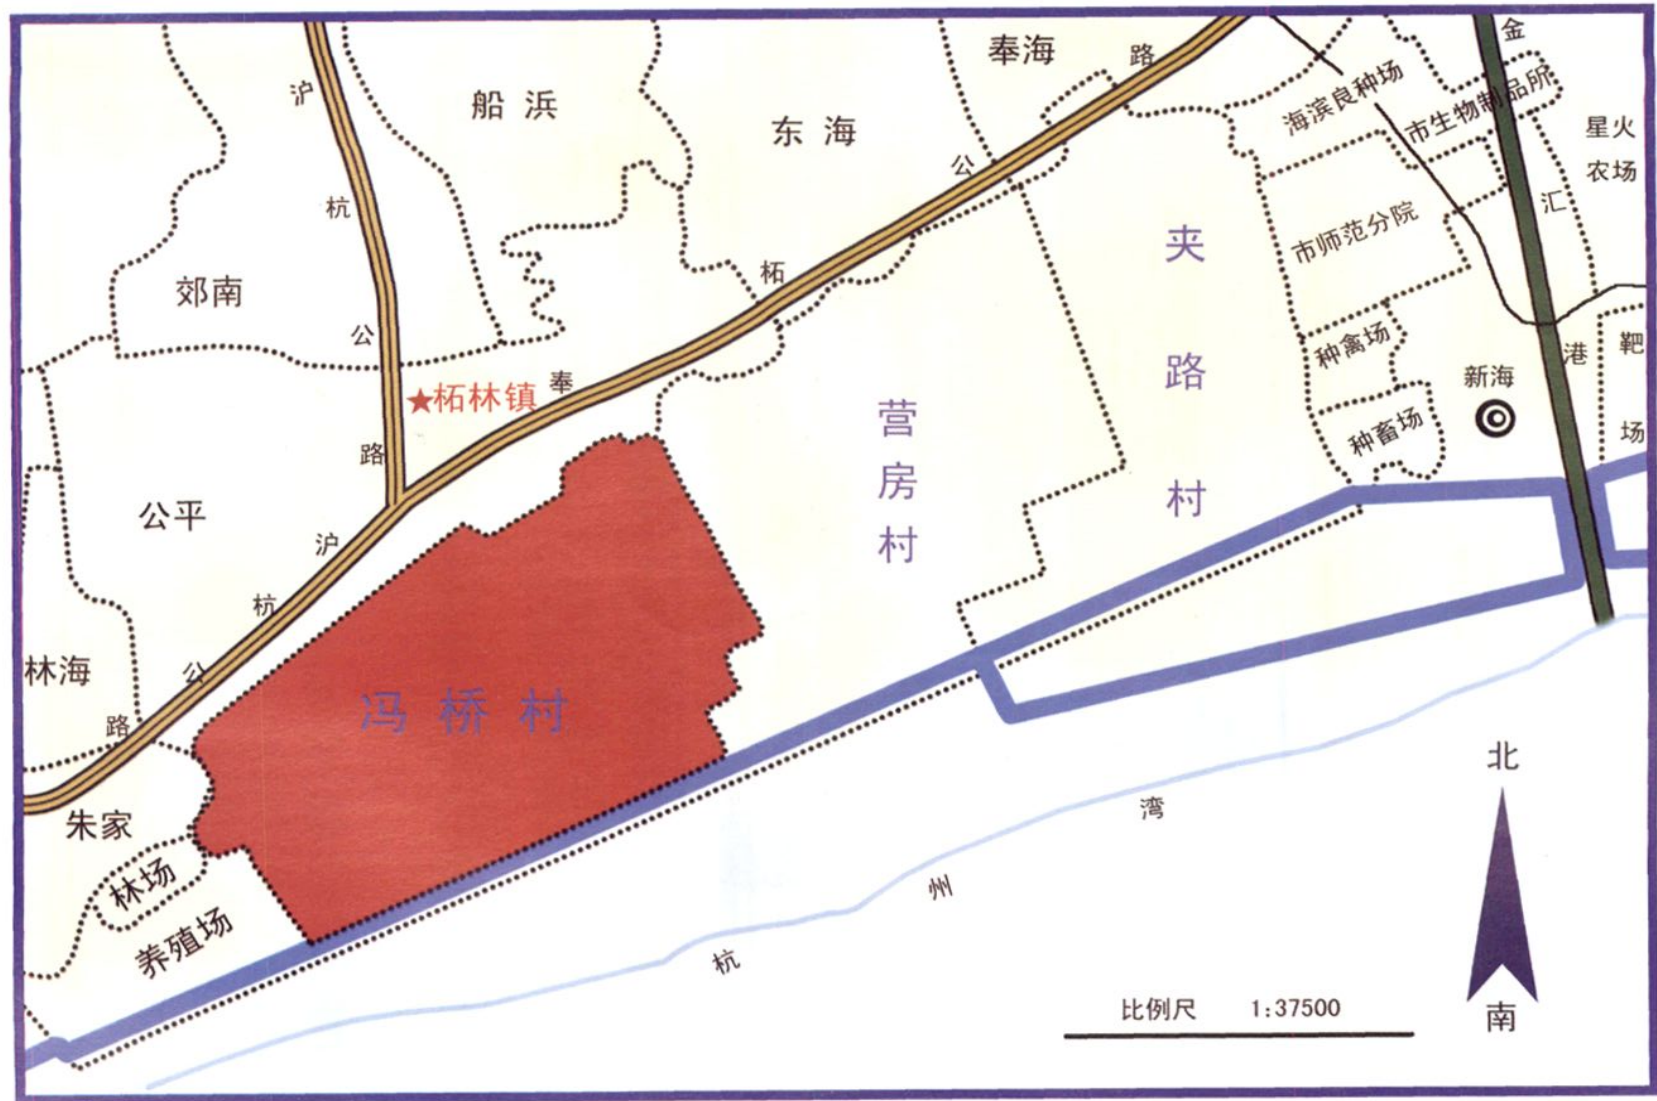 奉海
船浜
东海
郊南
沪杭公路
奉柘公路
金汇港
海滨良种场
市生物制品所
星火
农场
市师范分院
种禽场
种畜场
新海
靶场
★柘林镇
夹路村
营房村
公平
沪杭公路
林海
冯桥村
朱家
林场
养殖场
杭州湾
北
南
比例尺 1:37500